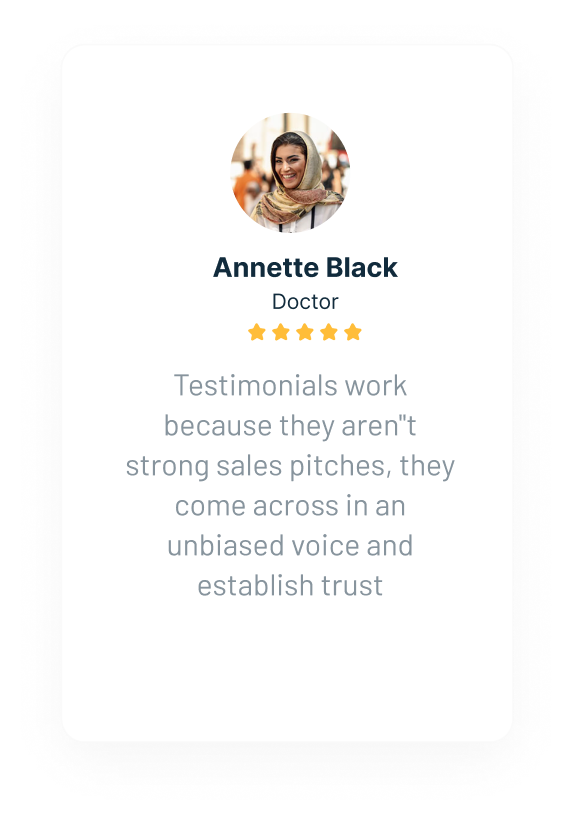 Annette Black
Doctor
Testimonials work
because they aren"t
strong sales pitches, they
come across in an
unbiased voice and
establish trust